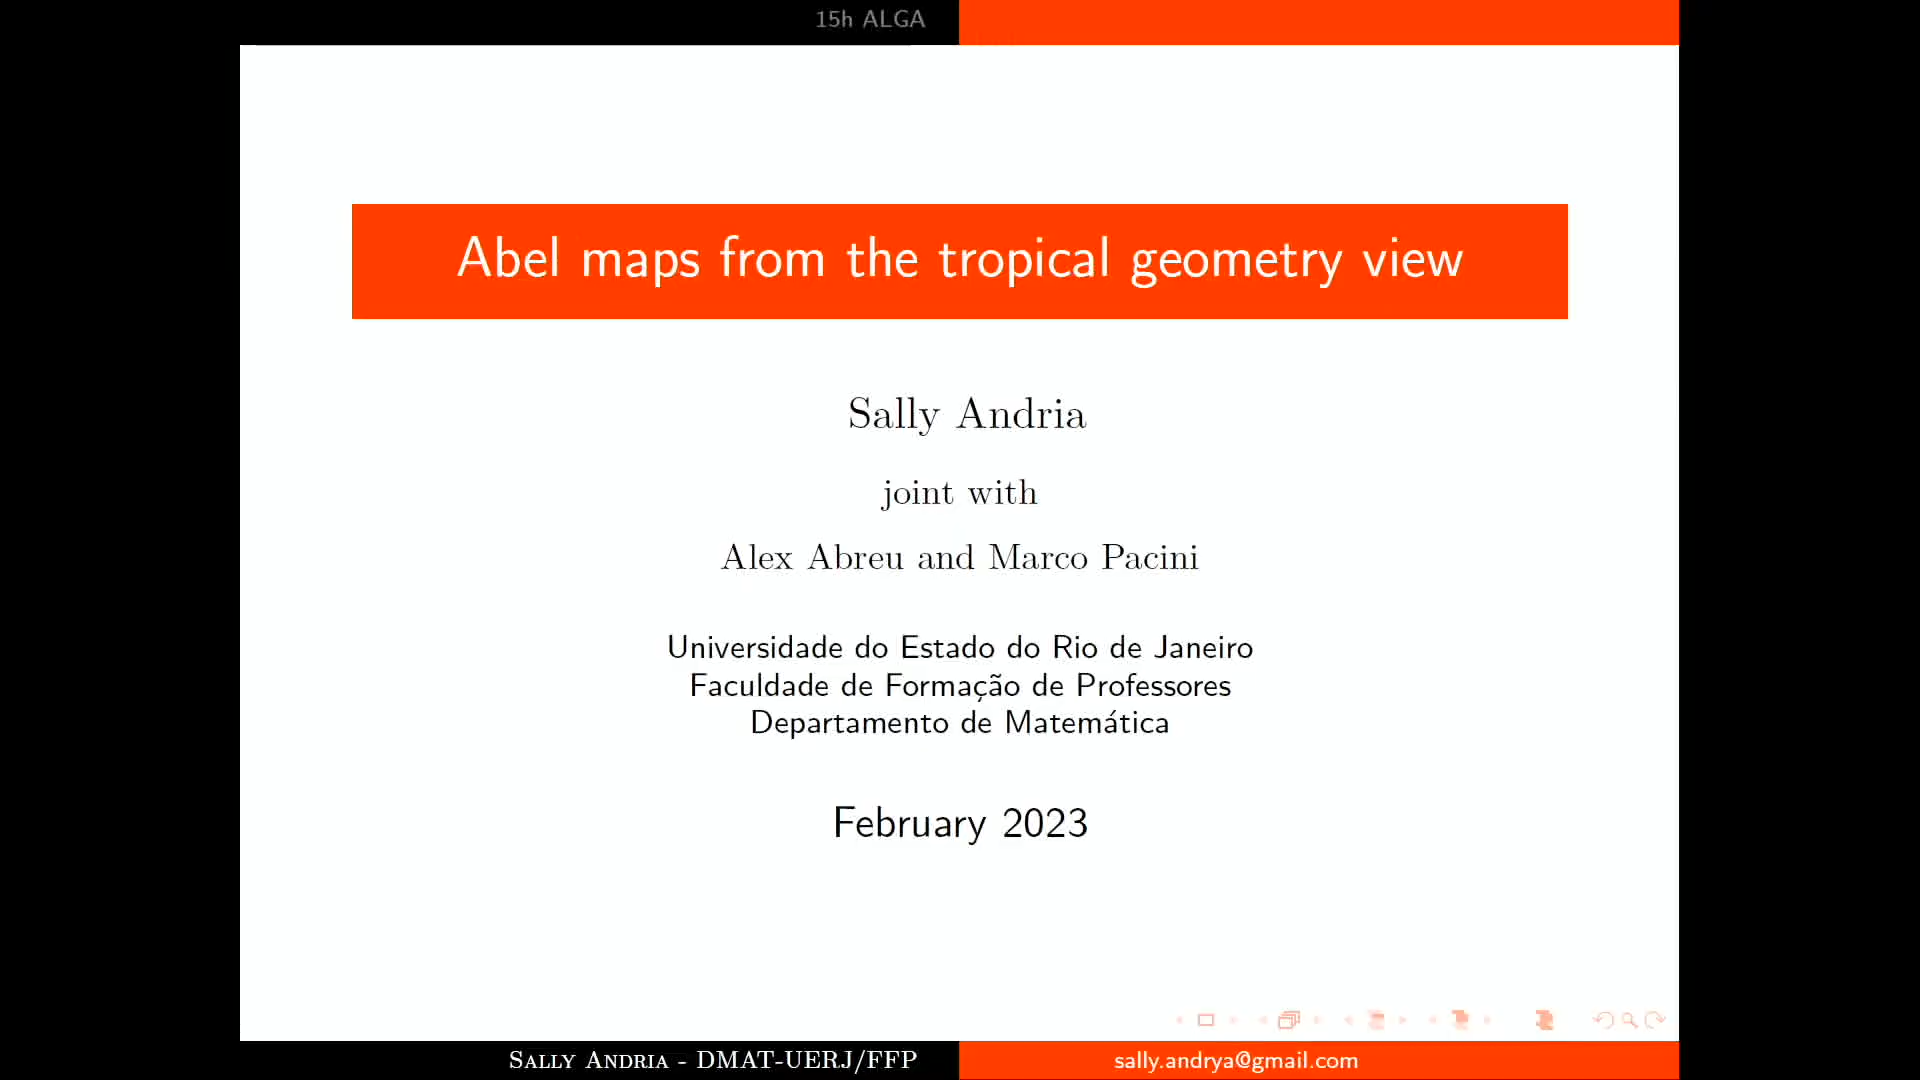 15h ALGA
Abel maps from the tropical geometry view
Sally Andria
joint with
Alex Abreu and Marco Pacini
Universidade do Estado do Rio de Janeiro
Faculdade de Formação de Professores
Departamento de Matemática
February 2023
Sally Andria - DMAT-UERJ/FFP
sally.andrya@gmail.com